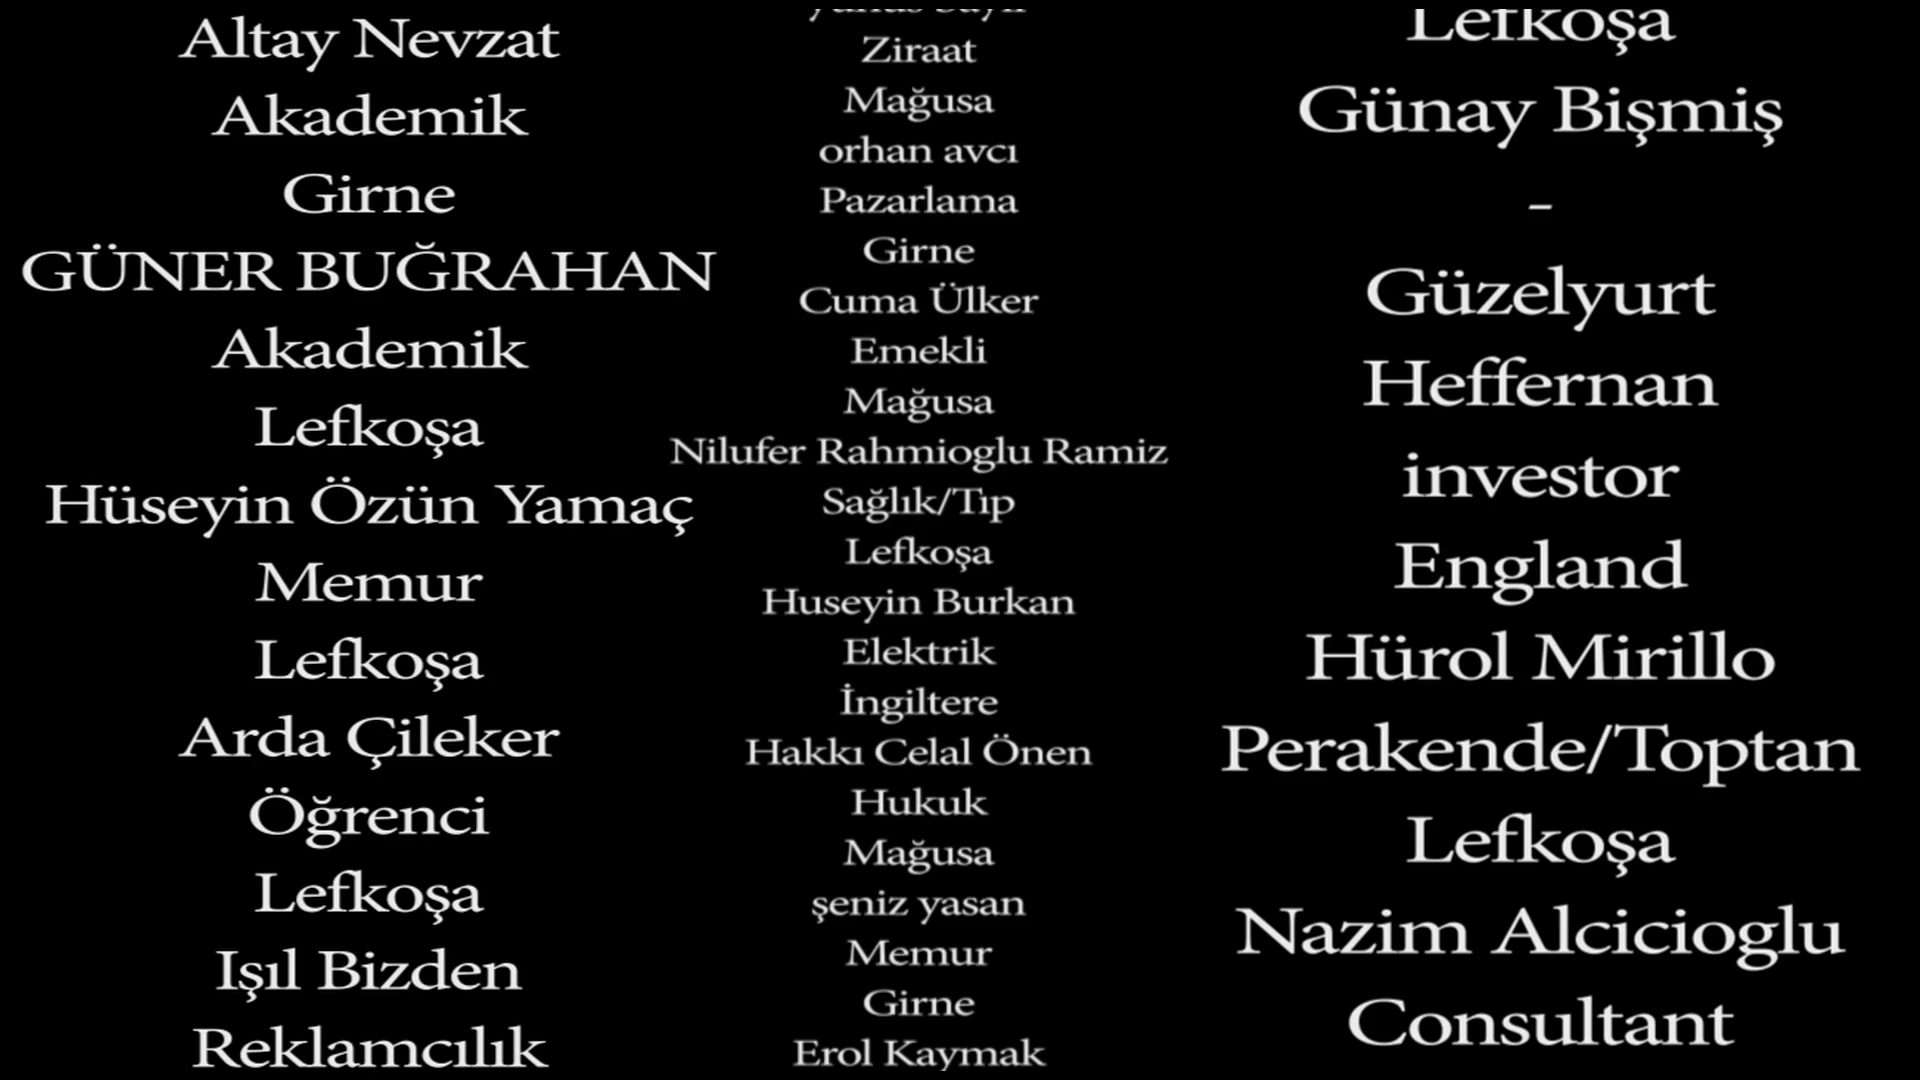 Altay Nevzat
Akademik
Girne
GÜNER BUĞRAHAN
Akademik
Lefkoşa
Hüseyin Özün Yamaç
Memur
Lefkoşa
Arda Çileker
Öğrenci
Lefkoşa
Işıl Bizden
Reklamcılık
Ziraat
Mağusa
orhan avcı
Pazarlama
Girne
Cuma Ülker
Emekli
Mağusa
Nilufer Rahmioglu Ramiz
Sağlık/Tıp
Lefkoşa
Huseyin Burkan
Elektrik
İngiltere
Hakkı Celal Önen
Hukuk
Mağusa
şeniz yasan
Memur
Girne
Erol Kaymak
Lefkoşa
Günay Bişmiş
-
Güzelyurt
Heffernan
investor
England
Hürol Mirillo
Perakende/Toptan
Lefkoşa
Nazim Alcicioglu
Consultant